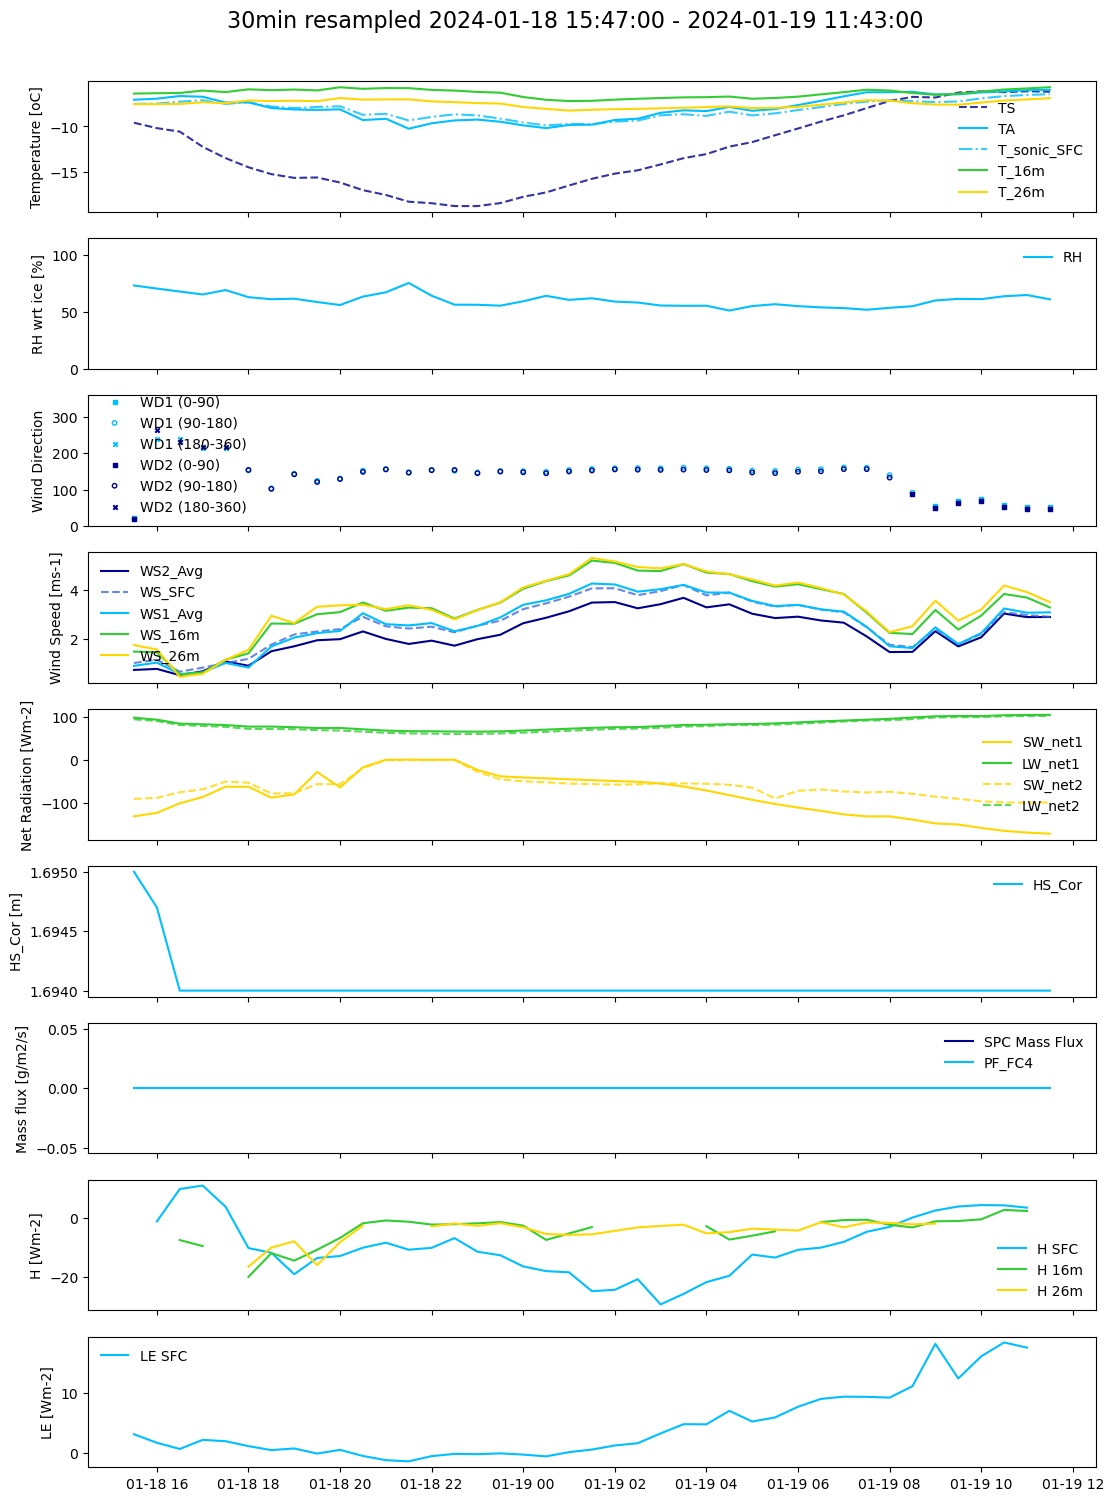 30min resampled 2024-01-18 15:47:00 - 2024-01-19 11:43:00
Temperature [oC]
−10
−15
TS
TA
T_sonic_SFC
T_16m
T_26m
RH wrt ice [%]
100
50
0
RH
Wind Direction
300
200
100
0
WD1 (0-90)
WD1 (90-180)
WD1 (180-360)
WD2 (0-90)
WD2 (90-180)
WD2 (180-360)
Wind Speed [ms-1]
4
2
WS2_Avg
WS_SFC
WS1_Avg
WS_16m
WS_26m
Net Radiation [Wm-2]
100
0
−100
SW_net1
LW_net1
SW_net2
LW_net2
HS_Cor [m]
1.6950
1.6945
1.6940
HS_Cor
Mass flux [g/m2/s]
0.05
0.00
−0.05
SPC Mass Flux
PF_FC4
H [Wm-2]
0
−20
H SFC
H 16m
H 26m
LE [Wm-2]
10
0
LE SFC
01-18 16
01-18 18
01-18 20
01-18 22
01-19 00
01-19 02
01-19 04
01-19 06
01-19 08
01-19 10
01-19 12